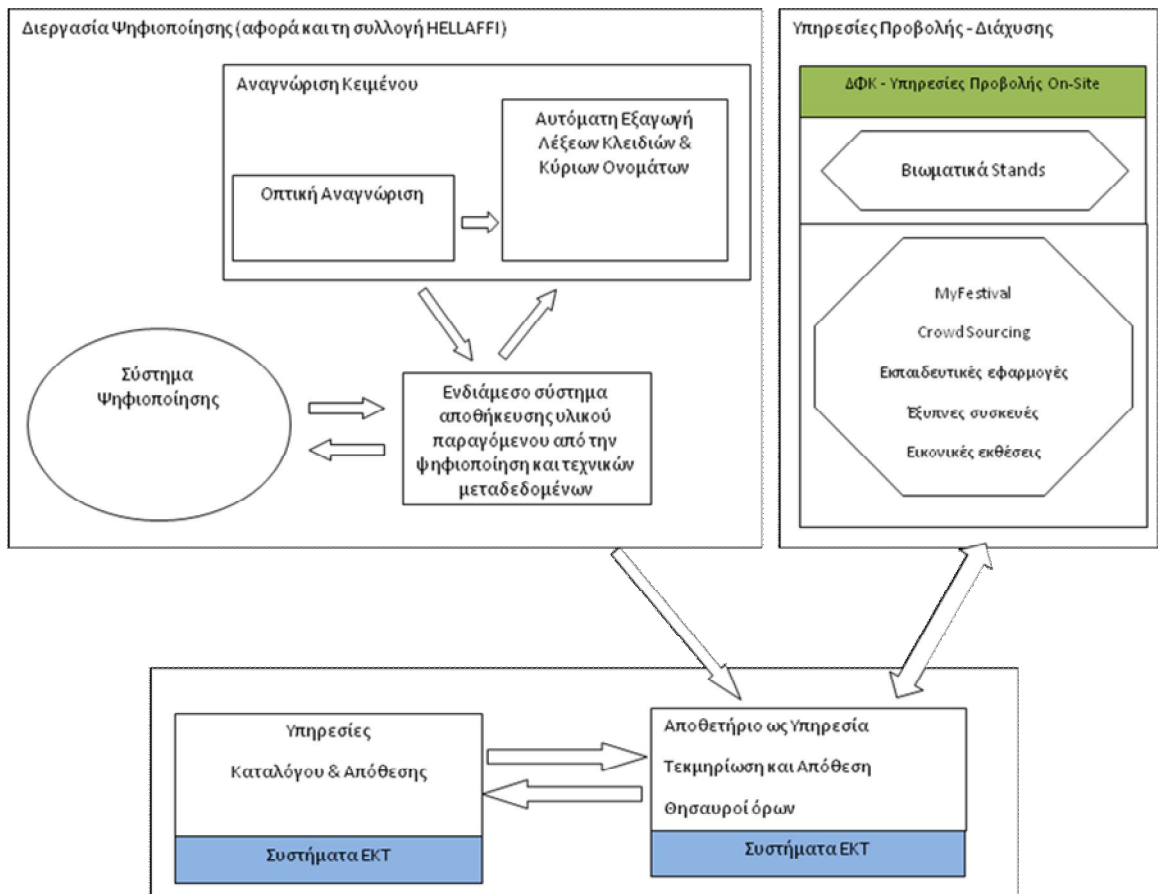 Διεργασία Ψηφιοποίησης (αφορά και τη συλλογή HELLAFFI)
Αναγνώριση Κειμένου
Οπτική Αναγνώριση
Αυτόματη Εξαγωγή
Λέξεων Κλειδιών &
Κύριων Ονομάτων
Σύστημα
Ψηφιοποίησης
Ενδιάμεσο σύστημα
αποθήκευσης υλικού
παραγόμενου από την
ψηφιοποίηση και τεχνικών
μεταδεδομένων
Υπηρεσίες Προβολής - Διάχυσης
ΔΦΚ - Υπηρεσίες Προβολής On-Site
Βιωματικά Stands
MyFestival
Crowd Sourcing
Εκπαιδευτικές εφαρμογές
Έξυπνες συσκευές
Εικονικές εκθέσεις
Υπηρεσίες
Καταλόγου & Απόθεσης
Συστήματα ΕΚΤ
Αποθετήριο ως Υπηρεσία
Τεκμηρίωση και Απόθεση
Θησαυροί όρων
Συστήματα ΕΚΤ